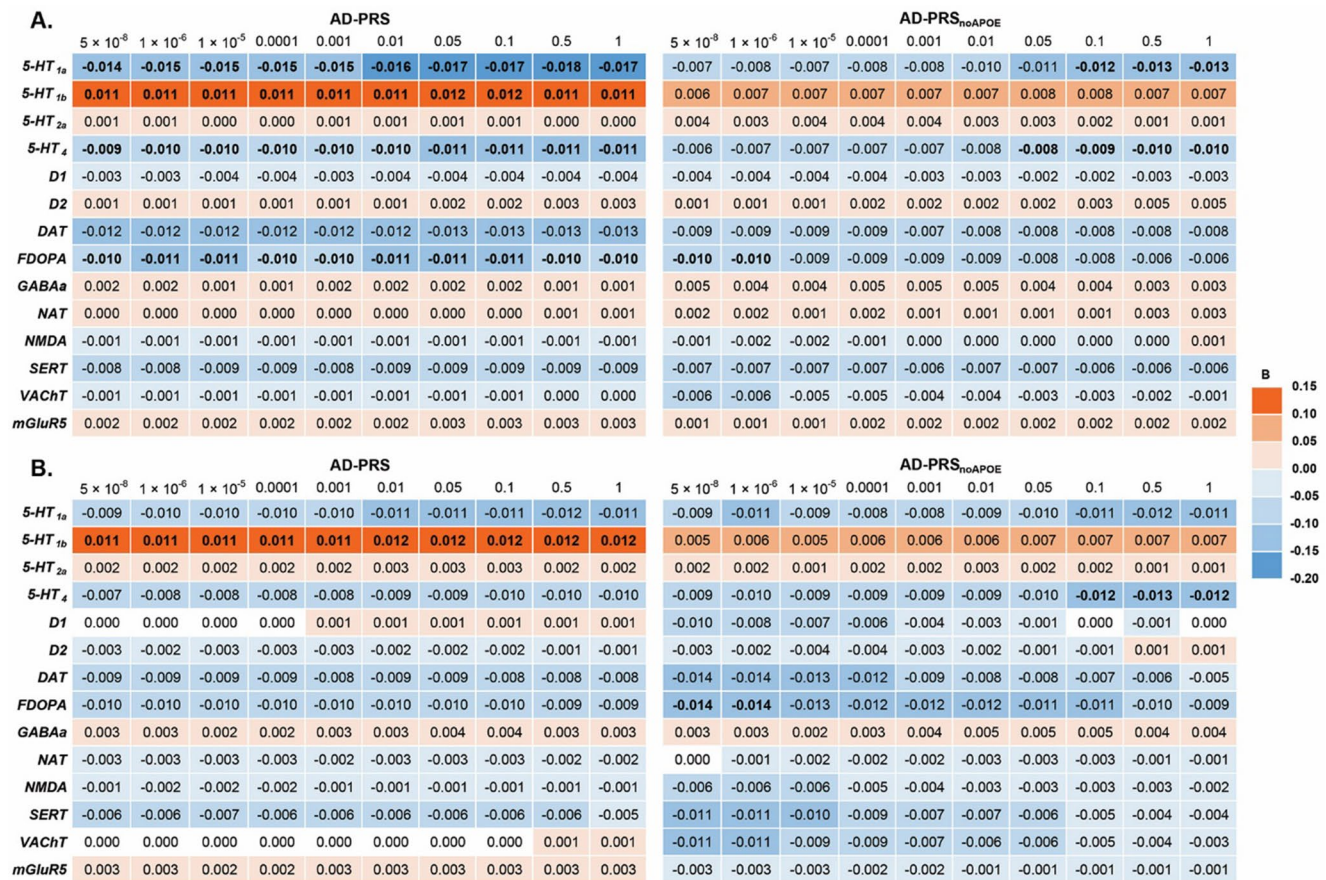 A.
AD-PRS AD-PRSnoAPOE
5 × 10⁻⁸ 1 × 10⁻⁶ 1 × 10⁻⁵ 0.0001 0.001 0.01 0.05 0.1 0.5 1 5 × 10⁻⁸ 1 × 10⁻⁶ 1 × 10⁻⁵ 0.0001 0.001 0.01 0.05 0.1 0.5 1
5-HT1a -0.014 -0.015 -0.015 -0.015 -0.015 -0.016 -0.017 -0.017 -0.018 -0.017 -0.007 -0.008 -0.007 -0.008 -0.008 -0.010 -0.011 -0.012 -0.013 -0.013
5-HT1b 0.011 0.011 0.011 0.011 0.011 0.011 0.012 0.012 0.011 0.011 0.006 0.007 0.007 0.007 0.007 0.007 0.008 0.008 0.007 0.007
5-HT2a 0.001 0.001 0.000 0.000 0.001 0.001 0.001 0.001 0.000 0.000 0.004 0.003 0.004 0.004 0.004 0.003 0.003 0.002 0.001 0.001
5-HT4 -0.009 -0.010 -0.010 -0.010 -0.010 -0.010 -0.011 -0.011 -0.011 -0.011 -0.006 -0.007 -0.007 -0.007 -0.007 -0.008 -0.008 -0.009 -0.010 -0.010
D1 -0.003 -0.003 -0.004 -0.004 -0.003 -0.004 -0.004 -0.004 -0.004 -0.004 -0.004 -0.004 -0.004 -0.004 -0.003 -0.003 -0.002 -0.002 -0.003 -0.003
D2 0.001 0.001 0.001 0.001 0.001 0.001 0.002 0.002 0.003 0.003 0.001 0.001 0.001 0.002 0.002 0.002 0.002 0.003 0.005 0.005
DAT -0.012 -0.012 -0.012 -0.012 -0.012 -0.012 -0.013 -0.013 -0.013 -0.013 -0.009 -0.009 -0.009 -0.009 -0.007 -0.008 -0.008 -0.008 -0.008 -0.008
FDOPA -0.010 -0.011 -0.011 -0.010 -0.010 -0.011 -0.011 -0.011 -0.010 -0.010 -0.010 -0.010 -0.009 -0.009 -0.009 -0.009 -0.008 -0.008 -0.006 -0.006
GABAa 0.002 0.002 0.001 0.001 0.002 0.002 0.002 0.002 0.001 0.001 0.005 0.004 0.004 0.005 0.005 0.005 0.004 0.004 0.003 0.003
NAT 0.000 0.000 0.000 0.000 0.000 0.000 0.000 0.000 0.001 0.001 0.002 0.002 0.001 0.001 0.001 0.001 0.001 0.001 0.003 0.003
NMDA -0.001 -0.001 -0.001 -0.001 -0.001 -0.001 -0.001 -0.001 -0.001 -0.001 -0.001 -0.002 -0.002 -0.001 0.000 0.000 0.000 0.000 0.000 0.001
SERT -0.008 -0.008 -0.009 -0.009 -0.008 -0.009 -0.009 -0.009 -0.009 -0.009 -0.007 -0.007 -0.007 -0.007 -0.006 -0.007 -0.007 -0.006 -0.006 -0.006
VAChT -0.001 -0.001 -0.001 -0.001 -0.001 -0.001 -0.001 -0.001 0.000 0.000 -0.006 -0.006 -0.005 -0.005 -0.004 -0.004 -0.003 -0.003 -0.002 -0.001
mGluR5 0.002 0.002 0.002 0.002 0.002 0.002 0.003 0.003 0.003 0.003 0.001 0.001 0.001 0.002 0.002 0.002 0.002 0.002 0.002 0.002
B
0.15
0.10
0.05
0.00
-0.05
-0.10
-0.15
-0.20
B.
AD-PRS AD-PRSnoAPOE
5 × 10⁻⁸ 1 × 10⁻⁶ 1 × 10⁻⁵ 0.0001 0.001 0.01 0.05 0.1 0.5 1 5 × 10⁻⁸ 1 × 10⁻⁶ 1 × 10⁻⁵ 0.0001 0.001 0.01 0.05 0.1 0.5 1
5-HT1a -0.009 -0.010 -0.010 -0.010 -0.010 -0.011 -0.011 -0.011 -0.012 -0.011 -0.009 -0.011 -0.009 -0.008 -0.008 -0.009 -0.010 -0.011 -0.012 -0.011
5-HT1b 0.011 0.011 0.011 0.011 0.011 0.012 0.012 0.012 0.012 0.012 0.005 0.006 0.005 0.006 0.006 0.006 0.007 0.007 0.007 0.007
5-HT2a 0.002 0.002 0.002 0.002 0.002 0.003 0.003 0.003 0.002 0.002 0.002 0.002 0.001 0.002 0.002 0.002 0.003 0.002 0.001 0.001
5-HT4 -0.007 -0.008 -0.008 -0.008 -0.008 -0.009 -0.009 -0.010 -0.010 -0.010 -0.009 -0.010 -0.009 -0.009 -0.009 -0.009 -0.010 -0.012 -0.013 -0.012
D1 0.000 0.000 0.000 0.000 0.001 0.001 0.001 0.001 0.001 0.001 -0.010 -0.008 -0.007 -0.006 -0.004 -0.003 -0.001 0.000 -0.001 0.000
D2 -0.003 -0.002 -0.003 -0.003 -0.003 -0.002 -0.002 -0.002 -0.001 -0.001 -0.003 -0.002 -0.004 -0.004 -0.003 -0.002 -0.001 -0.001 0.001 0.001
DAT -0.009 -0.009 -0.009 -0.009 -0.008 -0.008 -0.008 -0.008 -0.008 -0.008 -0.014 -0.014 -0.013 -0.012 -0.009 -0.008 -0.008 -0.007 -0.006 -0.005
FDOPA -0.010 -0.010 -0.010 -0.010 -0.010 -0.010 -0.010 -0.010 -0.009 -0.009 -0.014 -0.014 -0.013 -0.012 -0.012 -0.012 -0.011 -0.011 -0.010 -0.009
GABAa 0.003 0.003 0.002 0.002 0.003 0.003 0.004 0.004 0.003 0.003 0.003 0.003 0.002 0.003 0.004 0.005 0.005 0.005 0.004 0.004
NAT -0.003 -0.003 -0.003 -0.003 -0.002 -0.003 -0.003 -0.003 -0.002 -0.002 0.000 -0.001 -0.002 -0.002 -0.002 -0.003 -0.003 -0.003 -0.001 -0.001
NMDA -0.001 -0.002 -0.002 -0.002 -0.001 -0.001 -0.001 -0.001 -0.001 -0.001 -0.006 -0.006 -0.006 -0.005 -0.004 -0.003 -0.003 -0.003 -0.003 -0.002
SERT -0.006 -0.006 -0.007 -0.006 -0.006 -0.006 -0.006 -0.006 -0.006 -0.005 -0.011 -0.011 -0.010 -0.009 -0.007 -0.007 -0.006 -0.005 -0.004 -0.004
VAChT 0.000 0.000 0.000 0.000 0.000 0.000 0.000 0.000 0.001 0.001 -0.011 -0.011 -0.009 -0.009 -0.007 -0.006 -0.006 -0.005 -0.004 -0.003
mGluR5 0.003 0.003 0.002 0.002 0.003 0.003 0.003 0.003 0.003 0.003 -0.003 -0.003 -0.003 -0.002 -0.002 -0.002 -0.001 -0.001 -0.001 -0.001